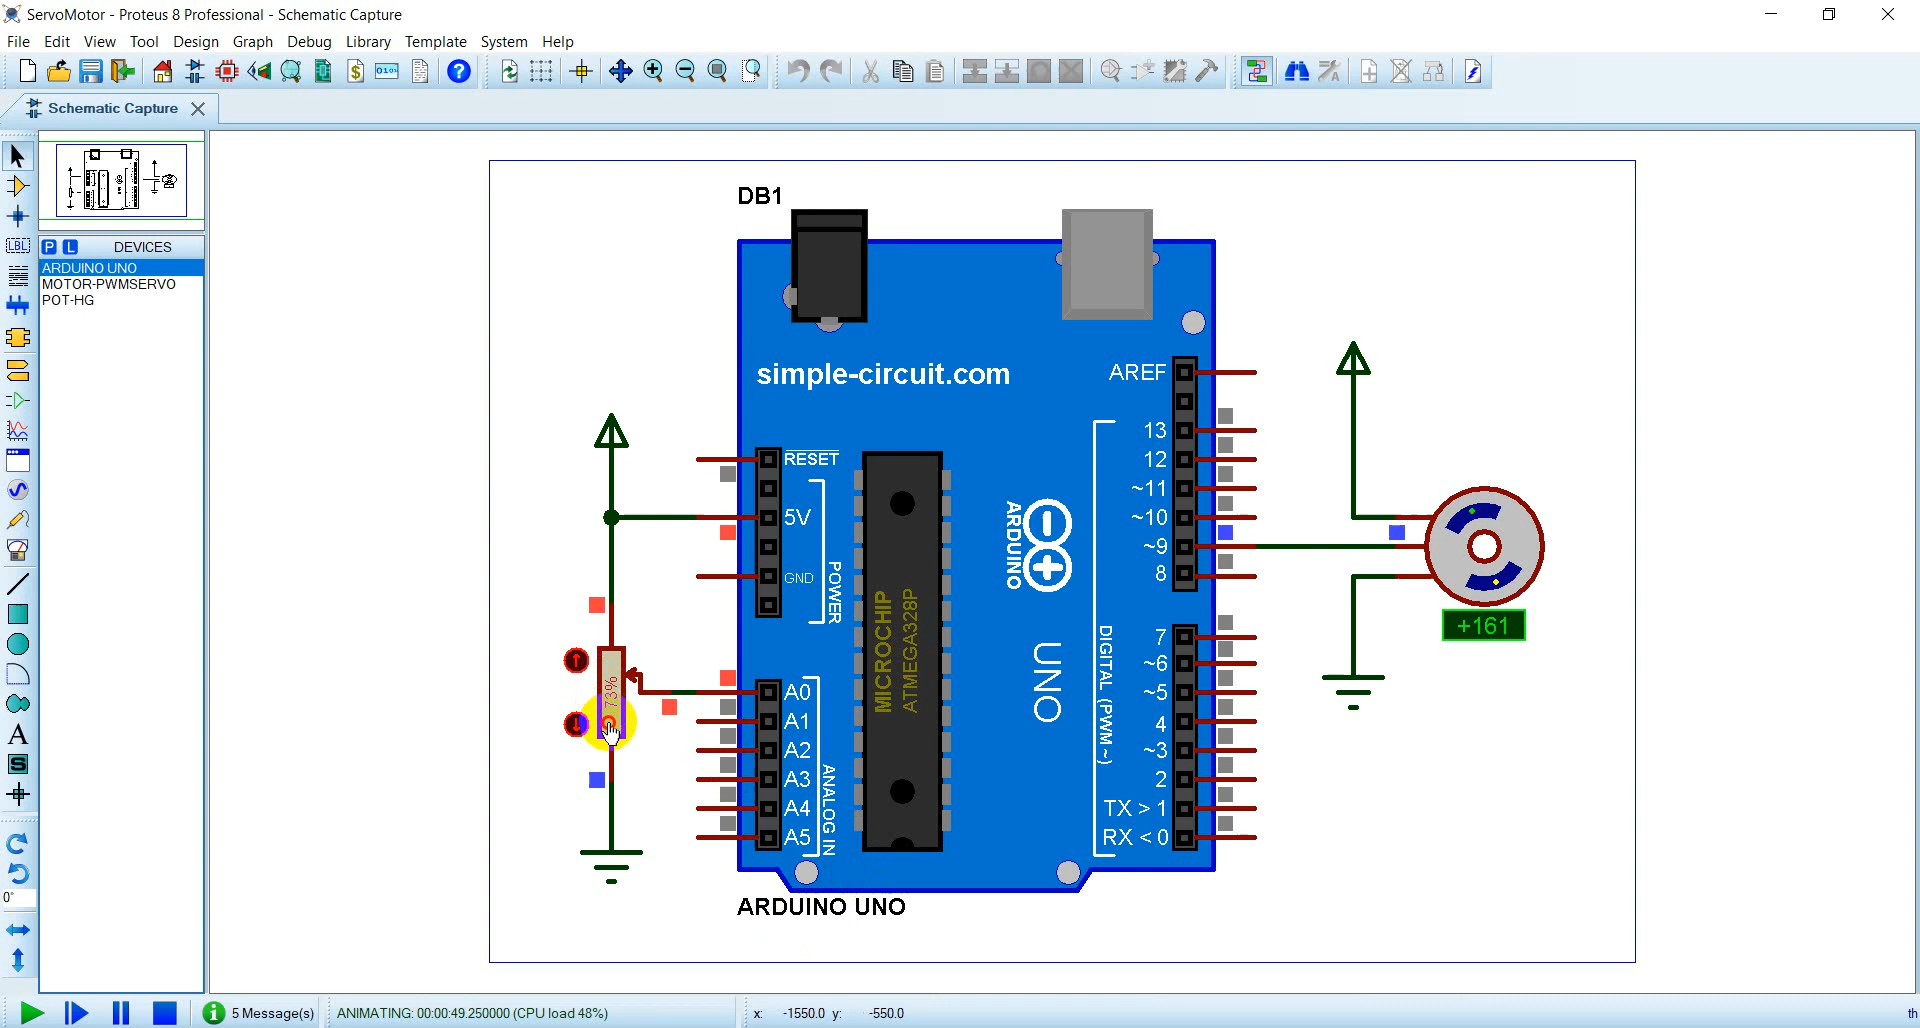 ServoMotor - Proteus 8 Professional - Schematic Capture
File Edit View Tool Design Graph Debug Library Template System Help
Schematic Capture
P L DEVICES
ARDUINO UNO
MOTOR-PWMSERVO
POT-HG
LBL
A
S
0°
DB1
simple-circuit.com
RESET
5V
GND
POWER
A0
A1
A2
A3
A4
A5
ANALOG IN
MICROCHIP
ATMEGA328P
ARDUINO
UNO
AREF
13
12
~11
~10
~9
8
7
~6
~5
4
~3
2
TX > 1
RX < 0
DIGITAL (PWM ~)
ARDUINO UNO
73%
+161
5 Message(s)
ANIMATING: 00:00:49.250000 (CPU load 48%)
x: -1550.0 y: -550.0
th